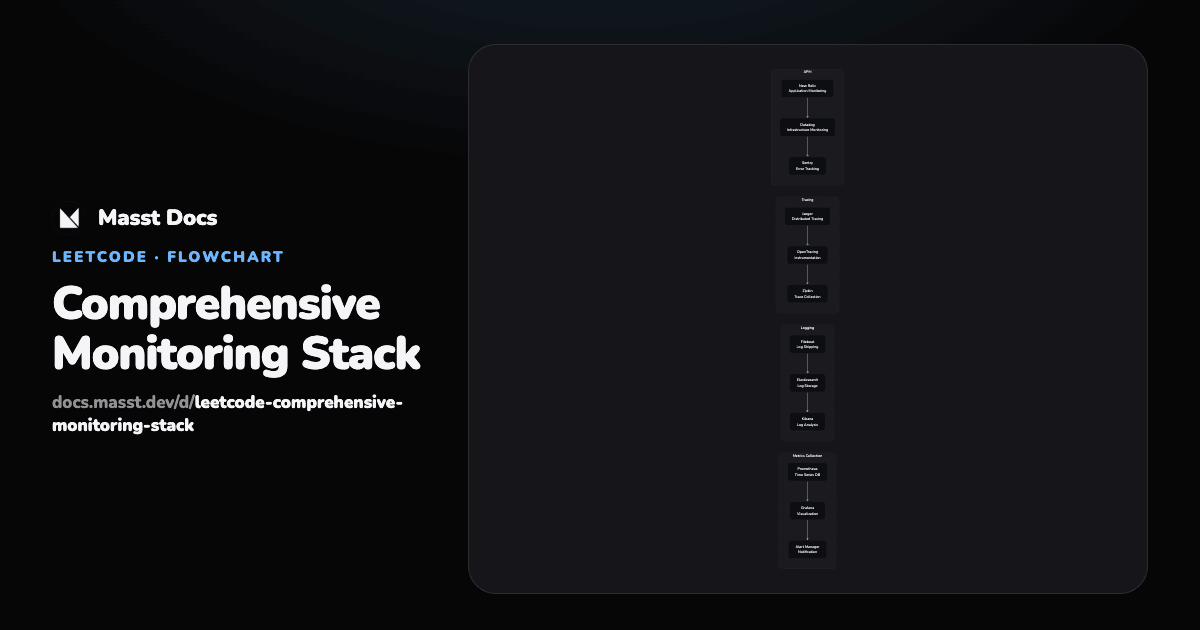 Masst Docs
LEETCODE · FLOWCHART
Comprehensive
Monitoring Stack
docs.masst.dev/d/leetcode-comprehensive-
monitoring-stack
APM
New Relic
Application Monitoring
Datadog
Infrastructure Monitoring
Sentry
Error Tracking
Tracing
Jaeger
Distributed Tracing
OpenTracing
Instrumentation
Zipkin
Trace Collection
Logging
Filebeat
Log Shipping
Elasticsearch
Log Storage
Kibana
Log Analysis
Metrics Collection
Prometheus
Time Series DB
Grafana
Visualization
Alert Manager
Notification